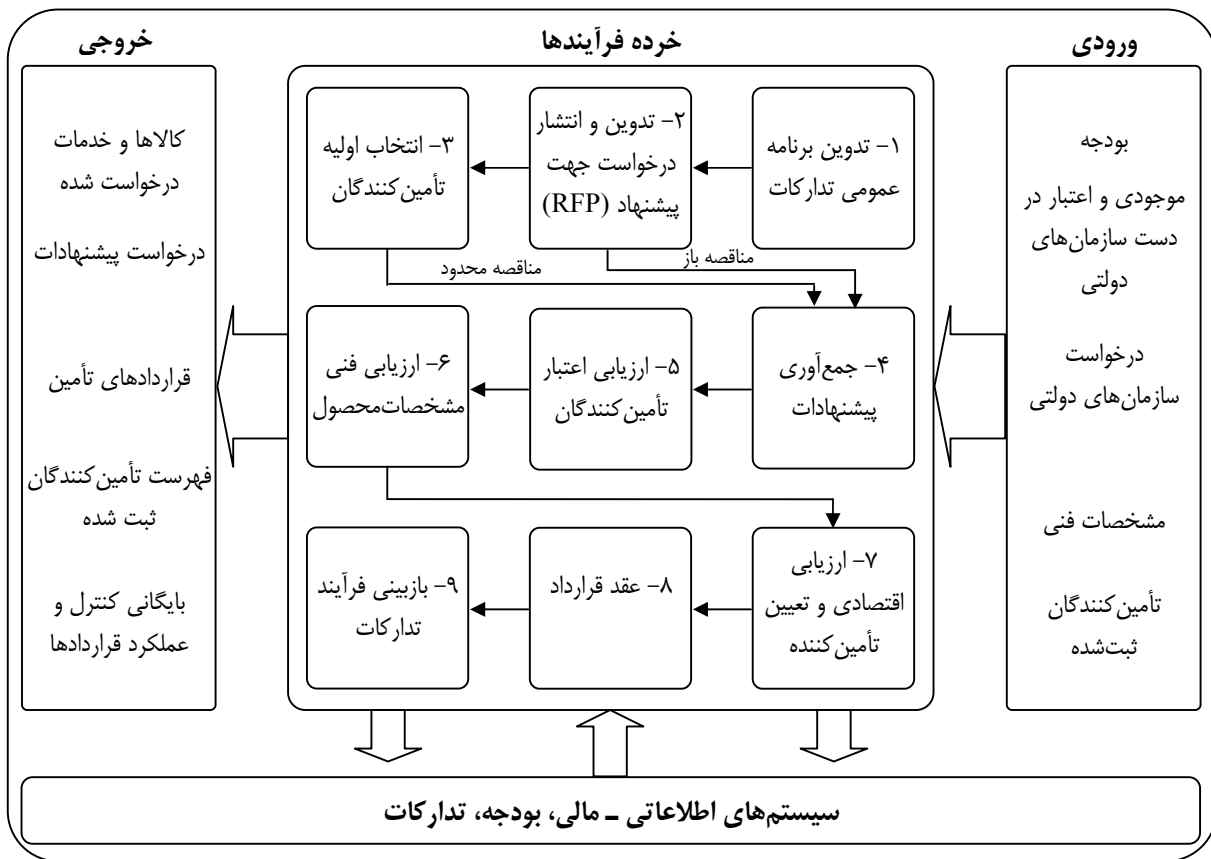 ورودی
بودجه
موجودی و اعتبار در
دست سازمان‌های
دولتی
درخواست
سازمان‌های دولتی
مشخصات فنی
تأمین‌کنندگان
ثبت‌شده
خرده فرآیندها
۱- تدوین برنامه
عمومی تدارکات
۲- تدوین و انتشار
درخواست جهت
پیشنهاد (RFP)
۳- انتخاب اولیه
تأمین‌کنندگان
مناقصه باز
مناقصه محدود
۴- جمع‌آوری
پیشنهادات
۵- ارزیابی اعتبار
تأمین‌کنندگان
۶- ارزیابی فنی
مشخصات‌محصول
۷- ارزیابی
اقتصادی و تعیین
تأمین‌کننده
۸- عقد قرارداد
۹- بازبینی فرآیند
تدارکات
خروجی
کالاها و خدمات
درخواست شده
درخواست پیشنهادات
قراردادهای تأمین
فهرست تأمین‌کنندگان
ثبت شده
بایگانی کنترل و
عملکرد قراردادها
سیستم‌های اطلاعاتی ـ مالی، بودجه، تدارکات